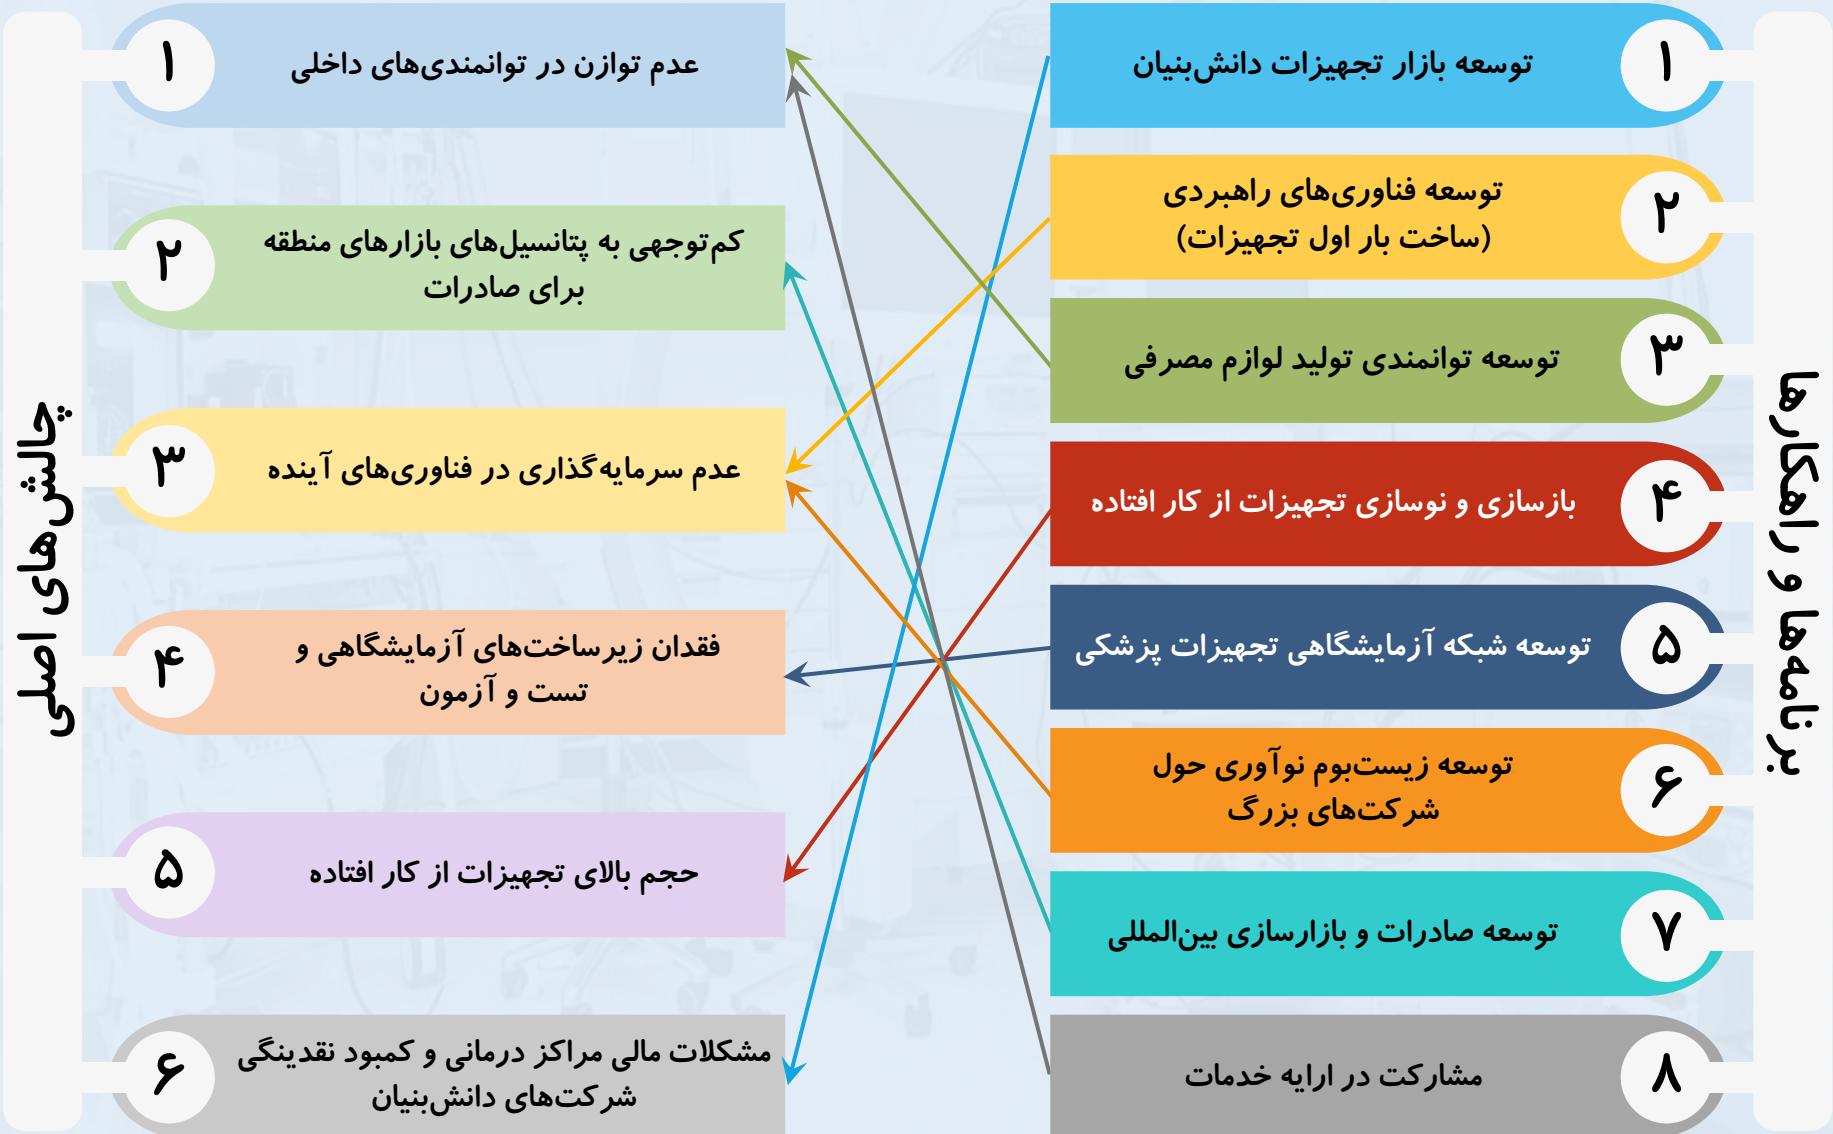 برنامه‌ها و راهکارها
۱
توسعه بازار تجهیزات دانش‌بنیان
۲
توسعه فناوری‌های راهبردی
(ساخت بار اول تجهیزات)
۳
توسعه توانمندی تولید لوازم مصرفی
۴
بازسازی و نوسازی تجهیزات از کار افتاده
۵
توسعه شبکه آزمایشگاهی تجهیزات پزشکی
۶
توسعه زیست‌بوم نوآوری حول
شرکت‌های بزرگ
۷
توسعه صادرات و بازارسازی بین‌المللی
۸
مشارکت در ارایه خدمات
چالش‌های اصلی
۱
عدم توازن در توانمندی‌های داخلی
۲
کم‌توجهی به پتانسیل‌های بازارهای منطقه
برای صادرات
۳
عدم سرمایه‌گذاری در فناوری‌های آینده
۴
فقدان زیرساخت‌های آزمایشگاهی و
تست و آزمون
۵
حجم بالای تجهیزات از کار افتاده
۶
مشکلات مالی مراکز درمانی و کمبود نقدینگی
شرکت‌های دانش‌بنیان